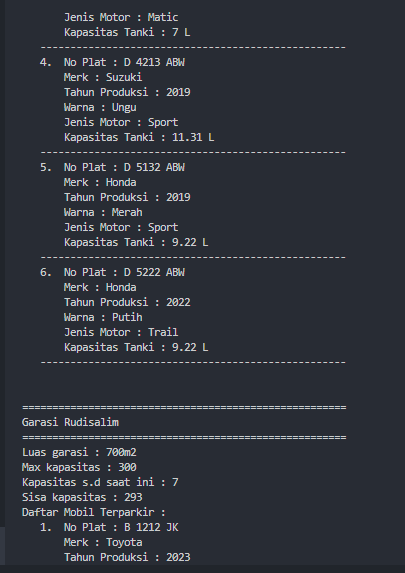 Jenis Motor : Matic
Kapasitas Tanki : 7 L
---------------------------------------------------
4. No Plat : D 4213 ABW
Merk : Suzuki
Tahun Produksi : 2019
Warna : Ungu
Jenis Motor : Sport
Kapasitas Tanki : 11.31 L
---------------------------------------------------
5. No Plat : D 5132 ABW
Merk : Honda
Tahun Produksi : 2019
Warna : Merah
Jenis Motor : Sport
Kapasitas Tanki : 9.22 L
---------------------------------------------------
6. No Plat : D 5222 ABW
Merk : Honda
Tahun Produksi : 2022
Warna : Putih
Jenis Motor : Trail
Kapasitas Tanki : 9.22 L
---------------------------------------------------
======================================================
Garasi Rudisalim
======================================================
Luas garasi : 700m2
Max kapasitas : 300
Kapasitas s.d saat ini : 7
Sisa kapasitas : 293
Daftar Mobil Terparkir :
1. No Plat : B 1212 JK
Merk : Toyota
Tahun Produksi : 2023